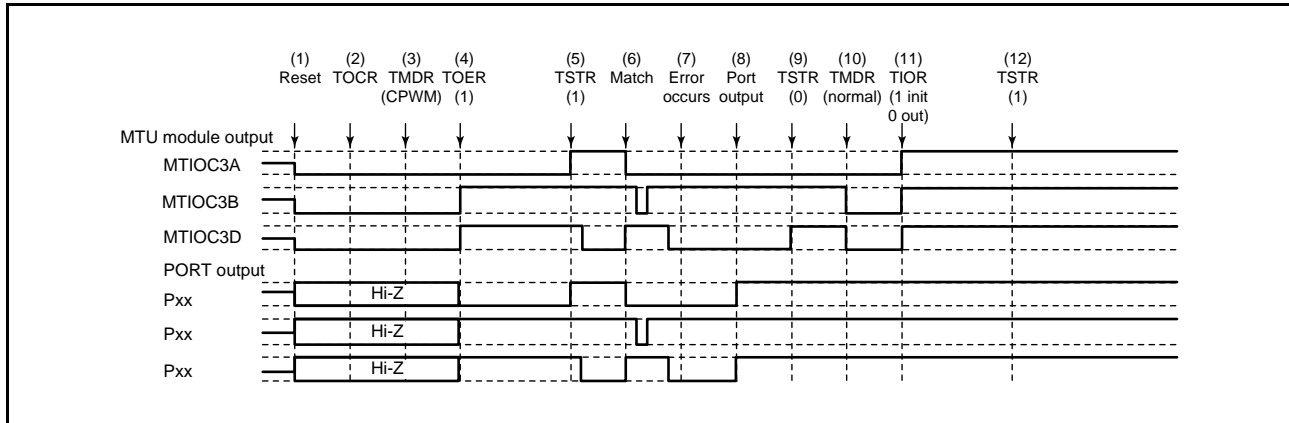 (1) (2) (3) (4) (5) (6) (7) (8) (9) (10) (11) (12)
Reset TOCR TMDR TOER TSTR Match Error Port TSTR TMDR TIOR TSTR
(CPWM) (1) (1) occurs output (0) (normal) (1 init (1)
0 out)
MTU module output
MTIOC3A
MTIOC3B
MTIOC3D
PORT output
Pxx Hi-Z
Pxx Hi-Z
Pxx Hi-Z